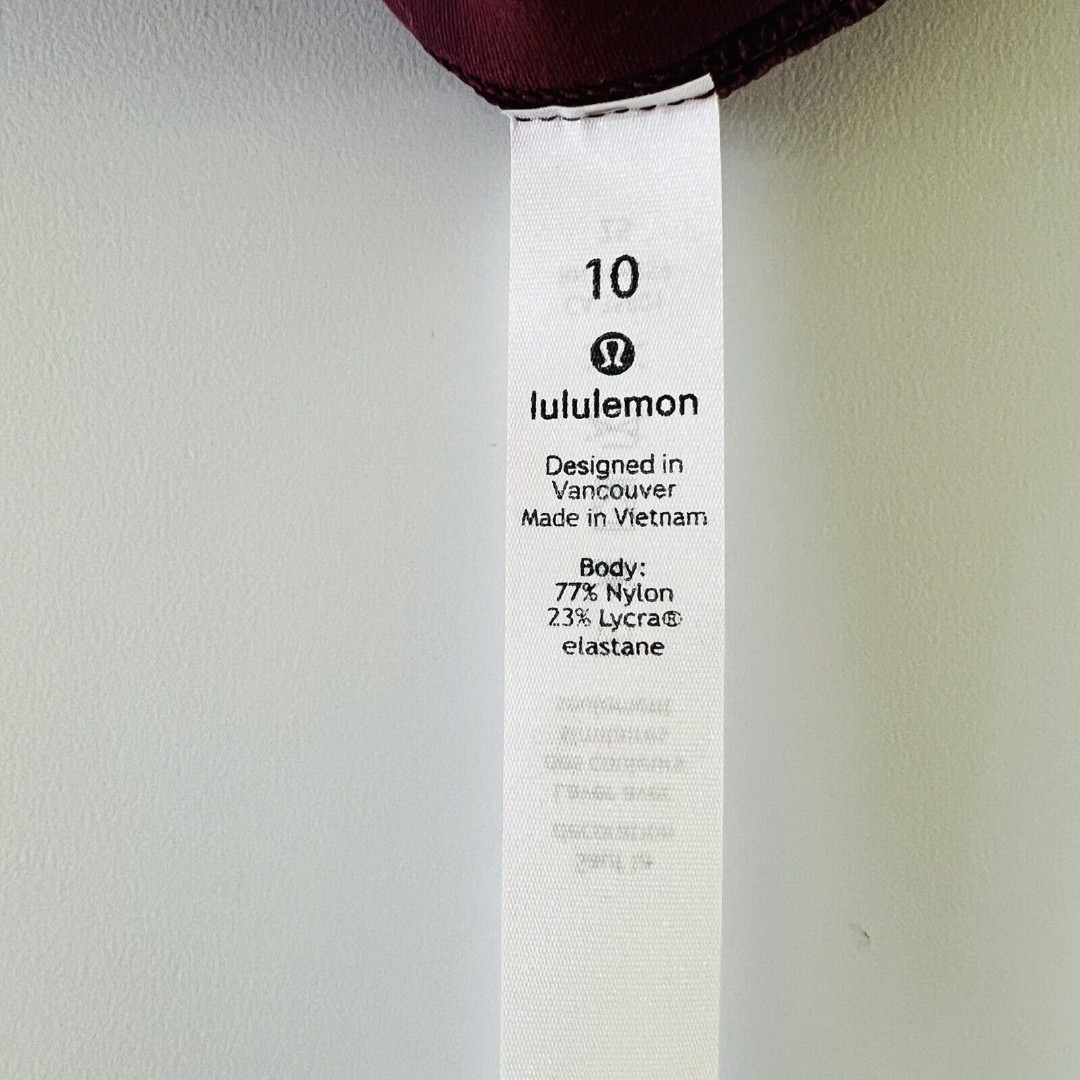 10
lululemon
Designed in
Vancouver
Made in Vietnam
Body:
77% Nylon
23% Lycra®
elastane